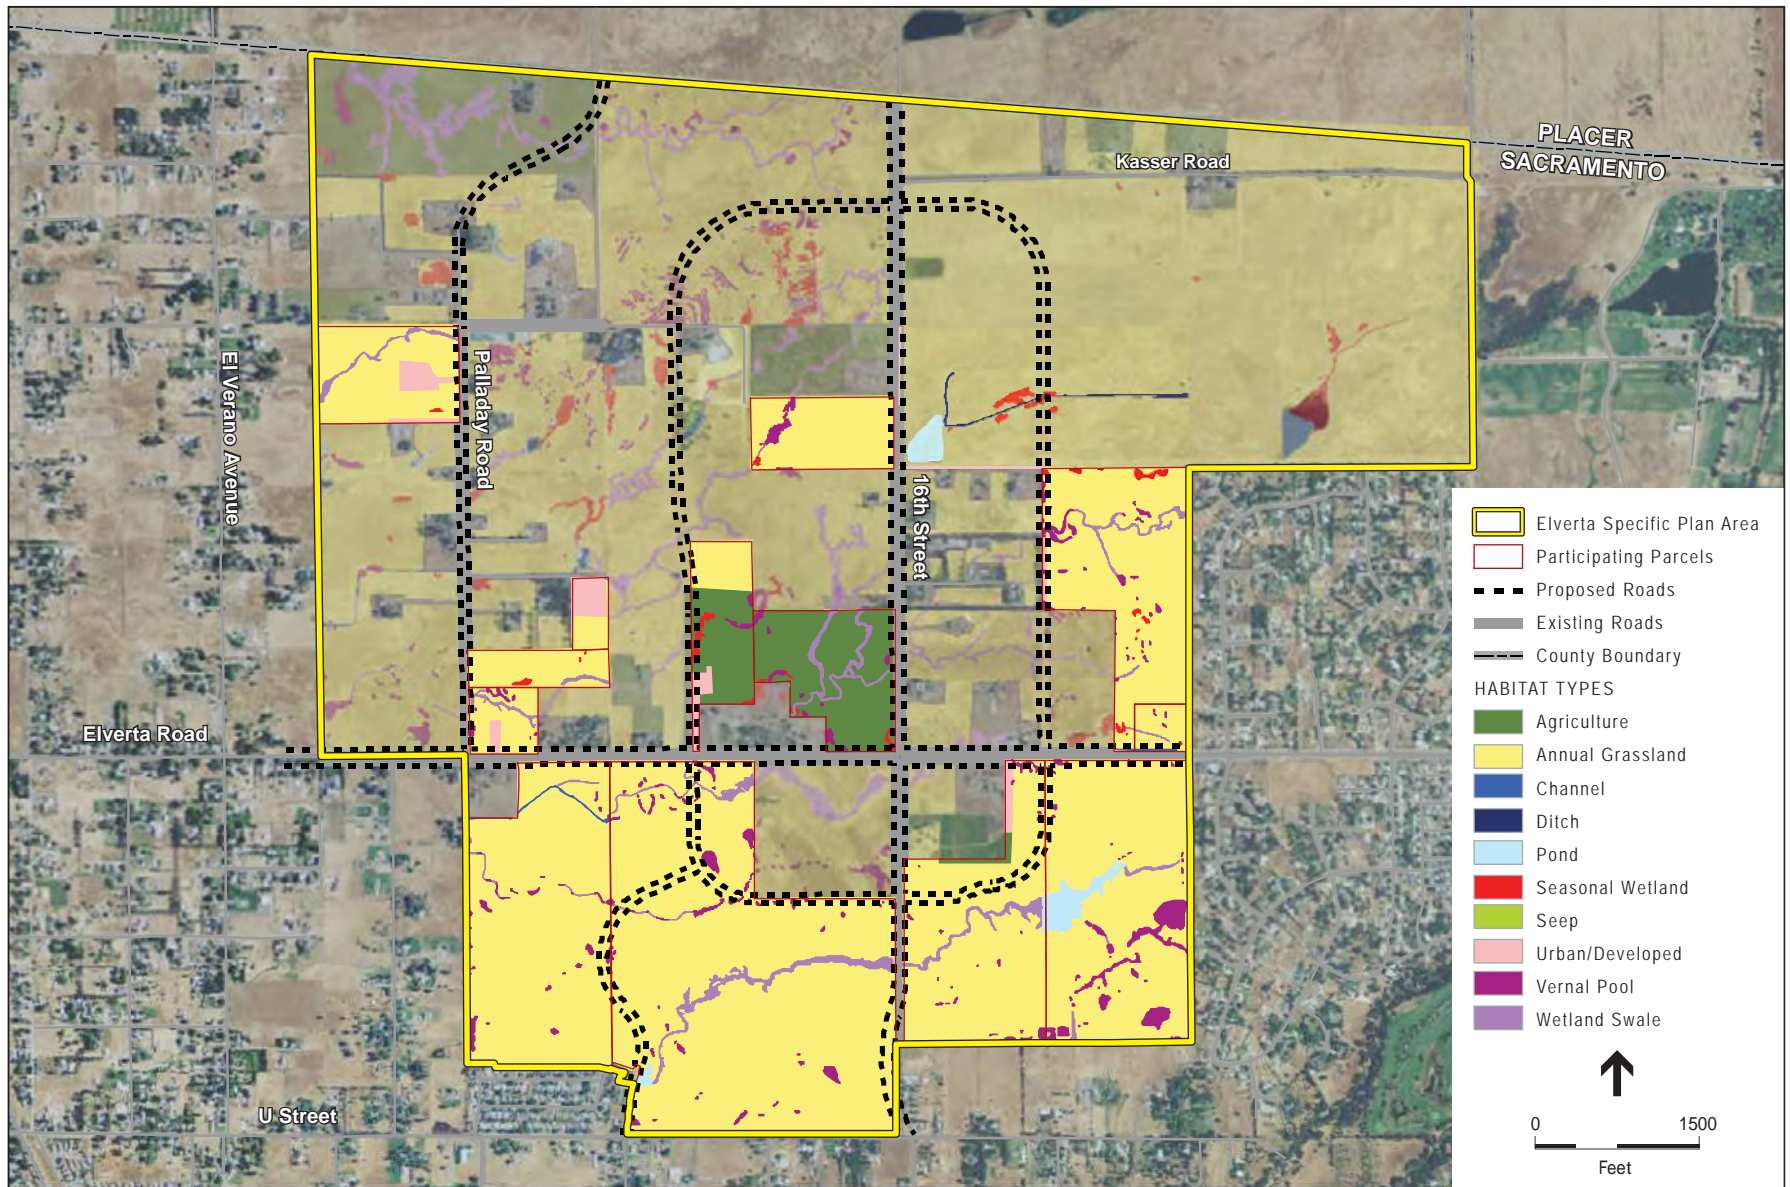 PLACER
SACRAMENTO
Kasser Road
El Verano Avenue
Palladay Road
16th Street
Elverta Road
U Street
Elverta Specific Plan Area
Participating Parcels
Proposed Roads
Existing Roads
County Boundary
HABITAT TYPES
Agriculture
Annual Grassland
Channel
Ditch
Pond
Seasonal Wetland
Seep
Urban/Developed
Vernal Pool
Wetland Swale
0 1500
Feet